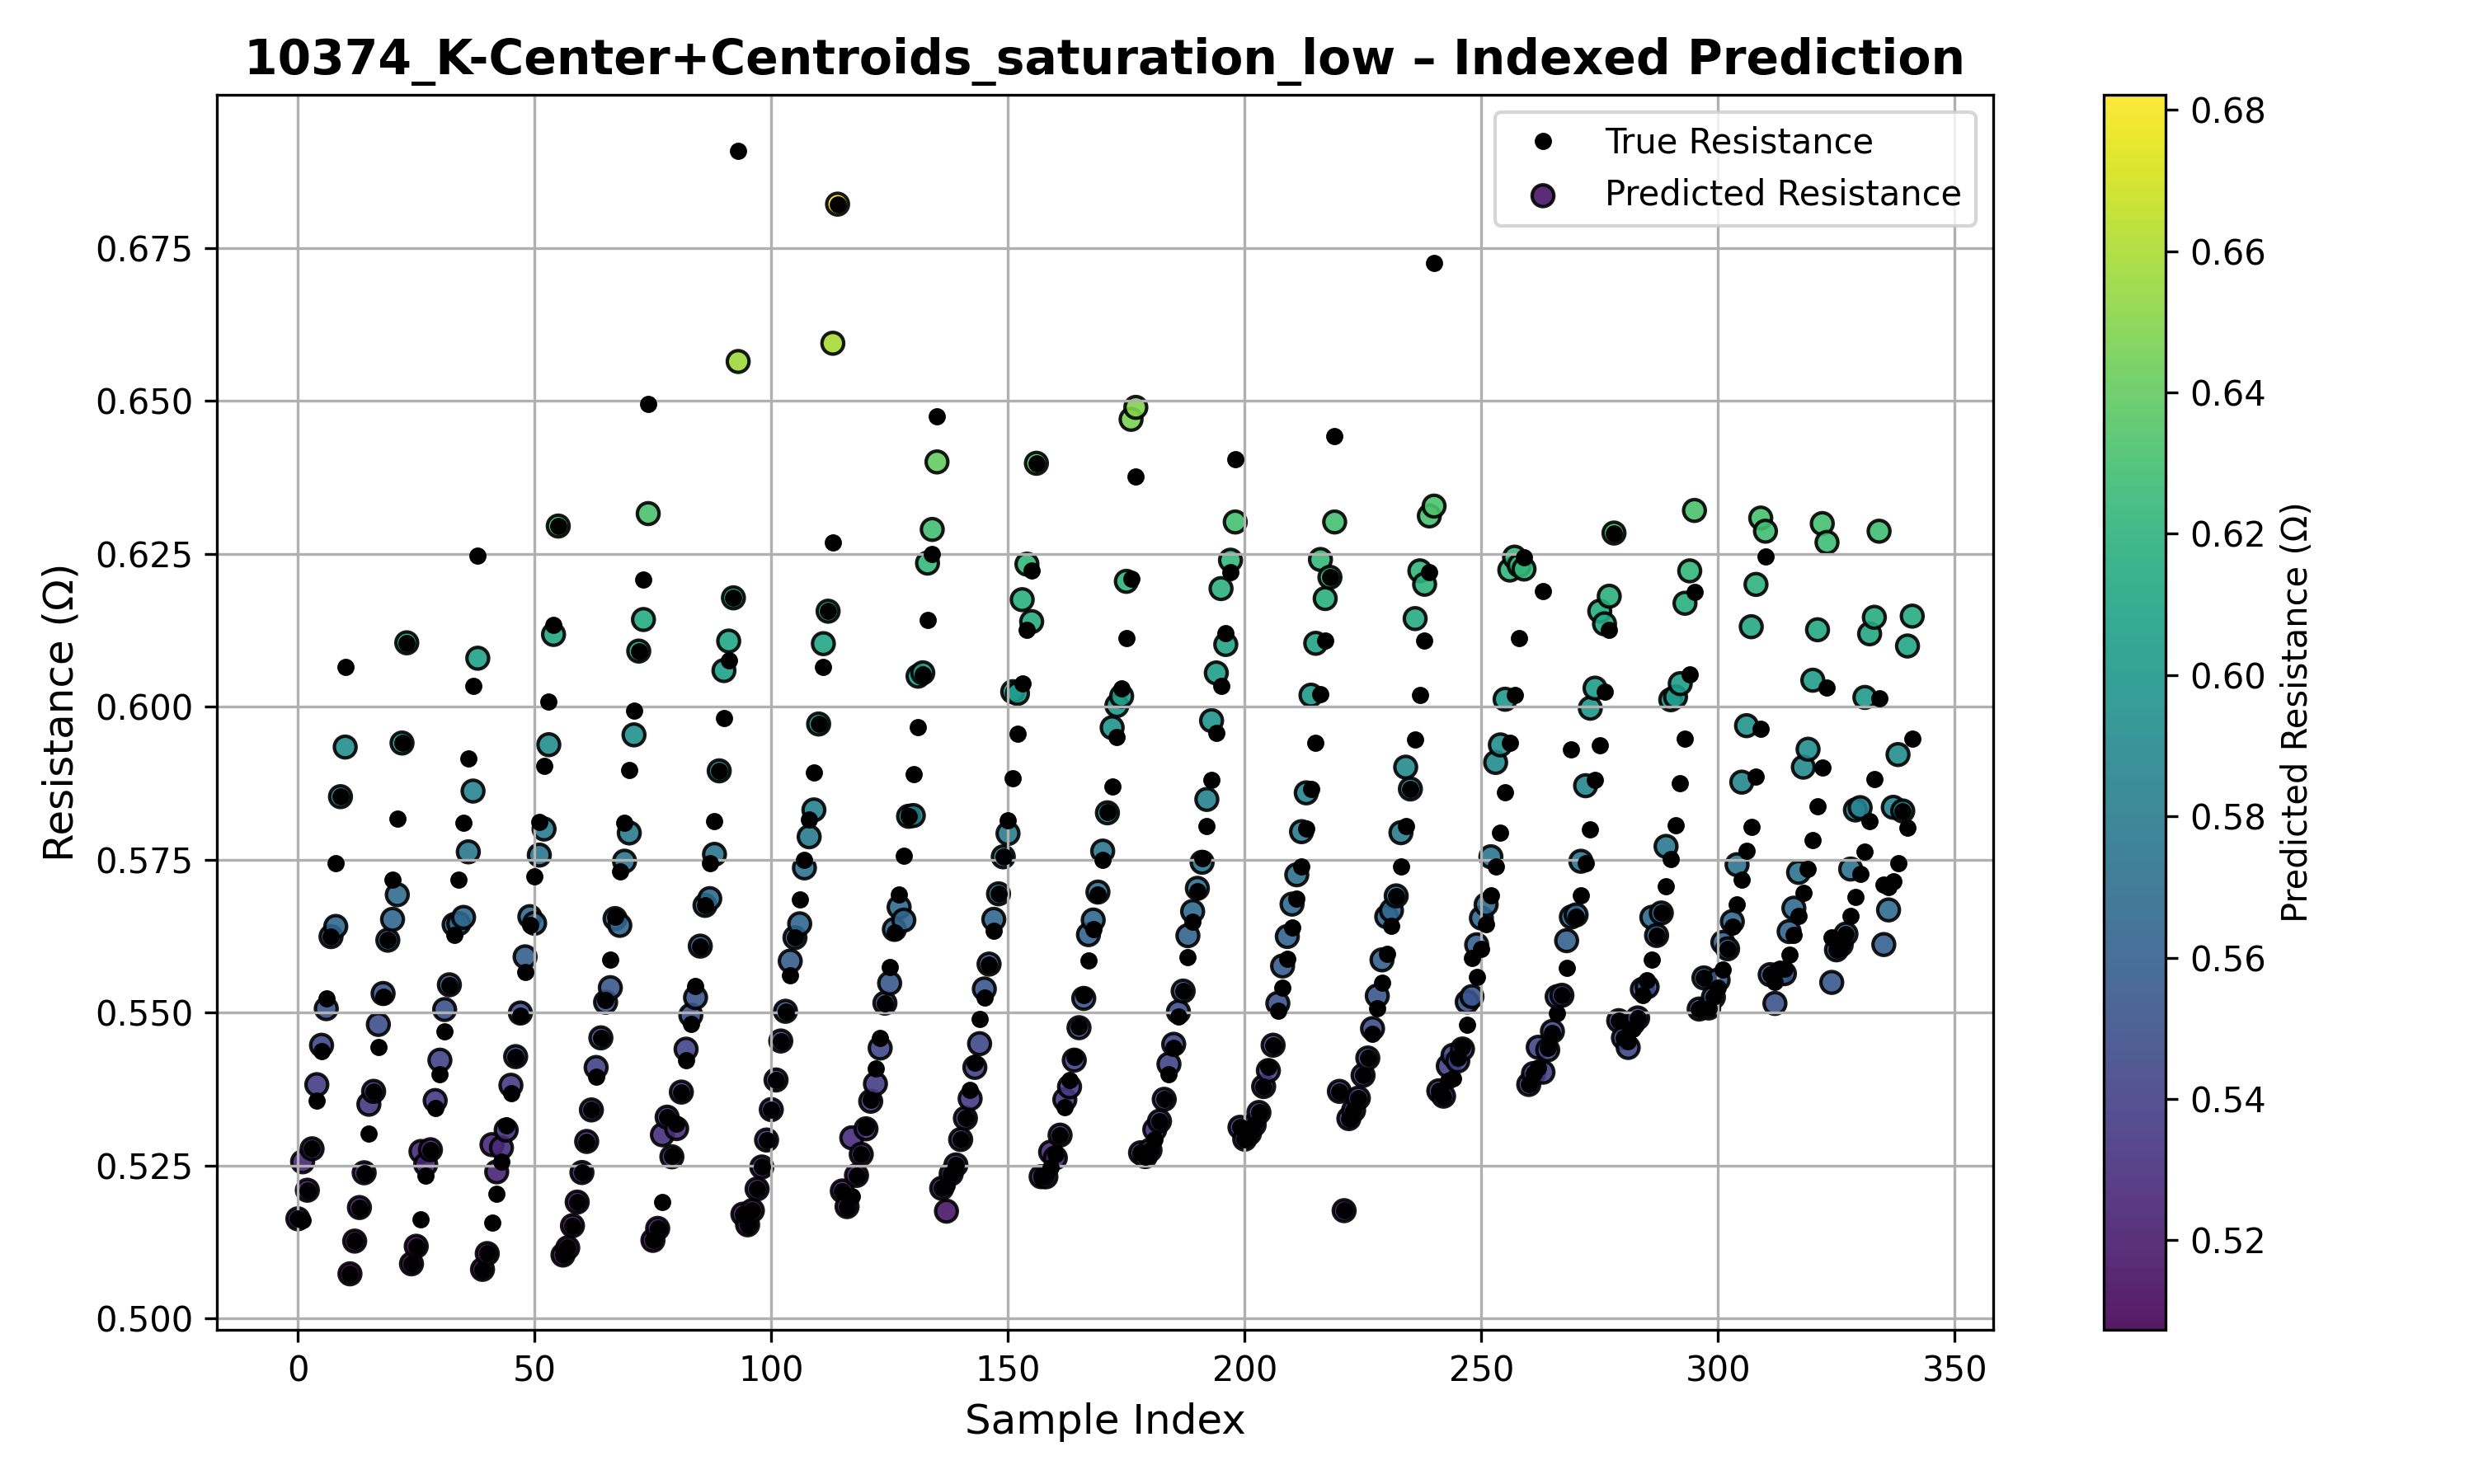 10374_K-Center+Centroids_saturation_low – Indexed Prediction
True Resistance
Predicted Resistance
Resistance (Ω)
0.675
0.650
0.625
0.600
0.575
0.550
0.525
0.500
0 50 100 150 200 250 300 350
Sample Index
0.68
0.66
0.64
0.62
0.60
0.58
0.56
0.54
0.52
Predicted Resistance (Ω)